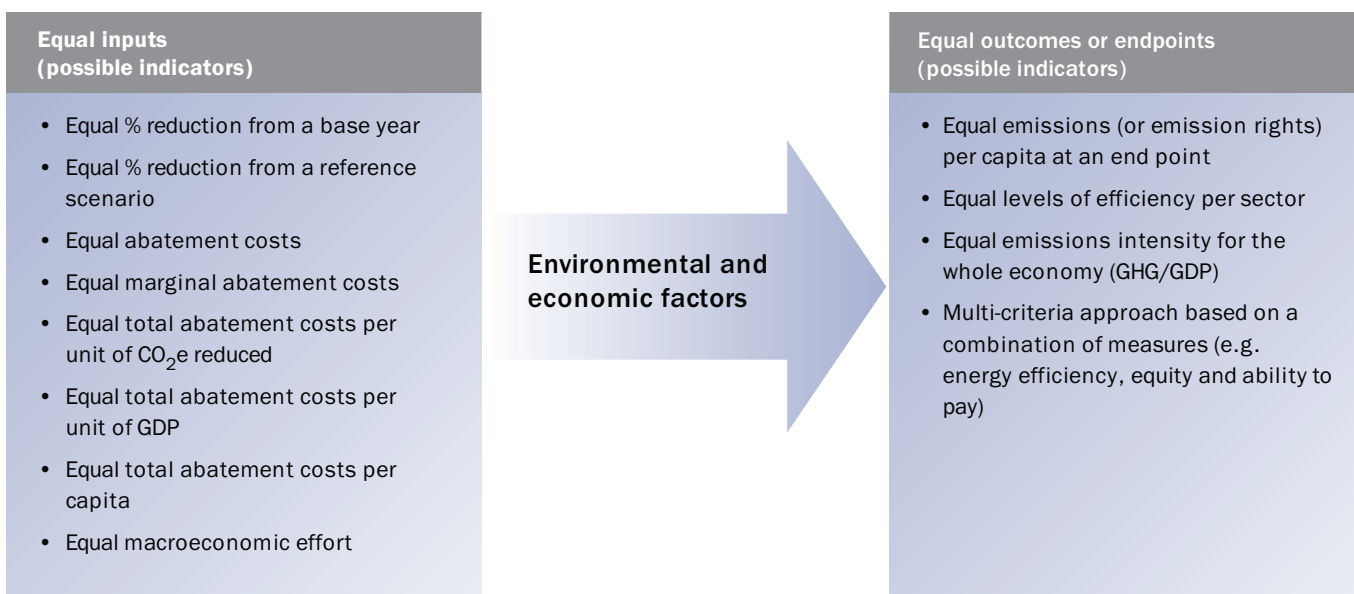 Equal inputs
(possible indicators)
• Equal % reduction from a base year
• Equal % reduction from a reference
scenario
• Equal abatement costs
• Equal marginal abatement costs
• Equal total abatement costs per
unit of CO₂e reduced
• Equal total abatement costs per
unit of GDP
• Equal total abatement costs per
capita
• Equal macroeconomic effort
Environmental and
economic factors
Equal outcomes or endpoints
(possible indicators)
• Equal emissions (or emission rights)
per capita at an end point
• Equal levels of efficiency per sector
• Equal emissions intensity for the
whole economy (GHG/GDP)
• Multi-criteria approach based on a
combination of measures (e.g.
energy efficiency, equity and ability to
pay)